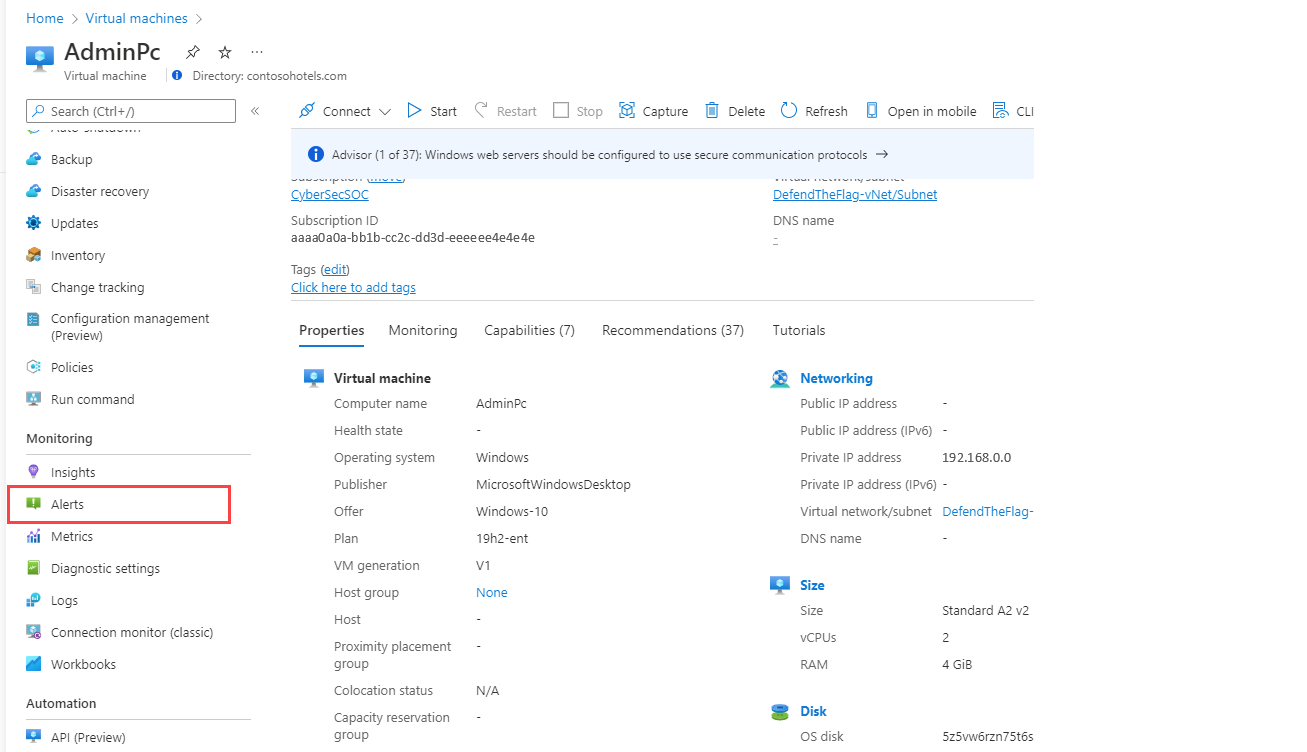 Home > Virtual machines >
AdminPc
...
Virtual machine
Directory: contosohotels.com
Search (Ctrl+/)
«
Auto-shutdown
Backup
Disaster recovery
Updates
Inventory
Change tracking
Configuration management
(Preview)
Policies
Run command
Monitoring
Insights
Alerts
Metrics
Diagnostic settings
Logs
Connection monitor (classic)
Workbooks
Automation
API (Preview)
Connect Start Restart Stop Capture Delete Refresh Open in mobile CLI
Advisor (1 of 37): Windows web servers should be configured to use secure communication protocols →
Subscription (move)
CyberSecSOC
Subscription ID
aaaa0a0a-bb1b-cc2c-dd3d-eeeeee4e4e4e
Virtual network/subnet
DefendTheFlag-vNet/Subnet
DNS name
-
Tags (edit)
Click here to add tags
Properties Monitoring Capabilities (7) Recommendations (37) Tutorials
Virtual machine
Computer name AdminPc
Health state -
Operating system Windows
Publisher MicrosoftWindowsDesktop
Offer Windows-10
Plan 19h2-ent
VM generation V1
Host group None
Host -
Proximity placement
group -
Colocation status N/A
Capacity reservation
group -
Networking
Public IP address -
Public IP address (IPv6) -
Private IP address 192.168.0.0
Private IP address (IPv6) -
Virtual network/subnet DefendTheFlag-
DNS name -
Size
Size Standard A2 v2
vCPUs 2
RAM 4 GiB
Disk
OS disk 5z5vw6rzn75t6s